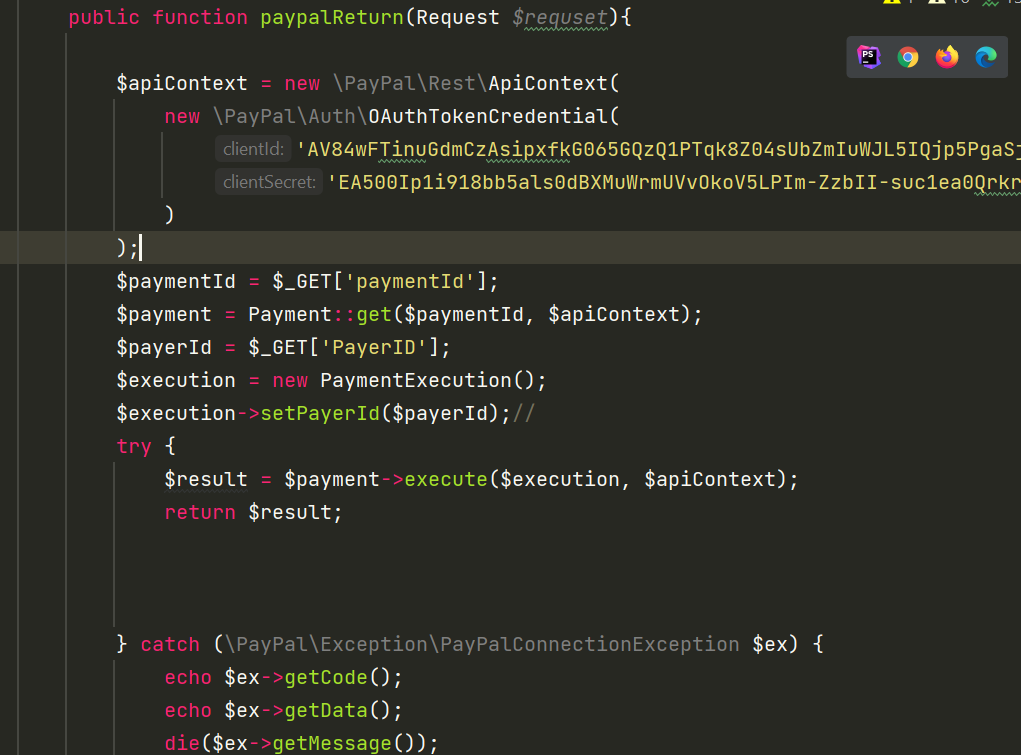 public function paypalReturn(Request $requset){
PS
$apiContext = new \PayPal\Rest\ApiContext(
new \PayPal\Auth\OAuthTokenCredential(
clientId: 'AV84wFTinuGdmCzAsipxfkG065GQzQ1PTqk8Z04sUbZmIuWJL5IQjp5PgaSj
clientSecret: 'EA500Ip1i918bb5als0dBXMuWrmUVvOkoV5LPIm-ZzbII-suc1ea0Qrkr
)
);
$paymentId = $_GET['paymentId'];
$payment = Payment::get($paymentId, $apiContext);
$payerId = $_GET['PayerID'];
$execution = new PaymentExecution();
$execution->setPayerId($payerId);//
try {
$result = $payment->execute($execution, $apiContext);
return $result;
} catch (\PayPal\Exception\PayPalConnectionException $ex) {
echo $ex->getCode();
echo $ex->getData();
die($ex->getMessage());